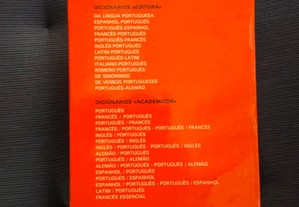 DICIONÁRIOS «EDITORA»
DA LÍNGUA PORTUGUESA
ESPANHOL-PORTUGUÊS
PORTUGUÊS-ESPANHOL
FRANCÊS-PORTUGUÊS
PORTUGUÊS-FRANCÊS
INGLÊS-PORTUGUÊS
LATIM-PORTUGUÊS
PORTUGUÊS-LATIM
ITALIANO-PORTUGUÊS
ROMENO-PORTUGUÊS
DE SINÓNIMOS
DE VERBOS PORTUGUESES
PORTUGUÊS-ALEMÃO
DICIONÁRIOS «ACADÉMICOS»
PORTUGUÊS
FRANCÊS / PORTUGUÊS
PORTUGUÊS / FRANCÊS
FRANCÊS / PORTUGUÊS - PORTUGUÊS / FRANCÊS
INGLÊS / PORTUGUÊS
PORTUGUÊS / INGLÊS
INGLÊS / PORTUGUÊS - PORTUGUÊS / INGLÊS
ALEMÃO / PORTUGUÊS
PORTUGUÊS / ALEMÃO
ALEMÃO / PORTUGUÊS - PORTUGUÊS / ALEMÃO
ESPANHOL / PORTUGUÊS
PORTUGUÊS / ESPANHOL
ESPANHOL / PORTUGUÊS - PORTUGUÊS / ESPANHOL
LATIM / PORTUGUÊS
FRANCÊS ESSENCIAL